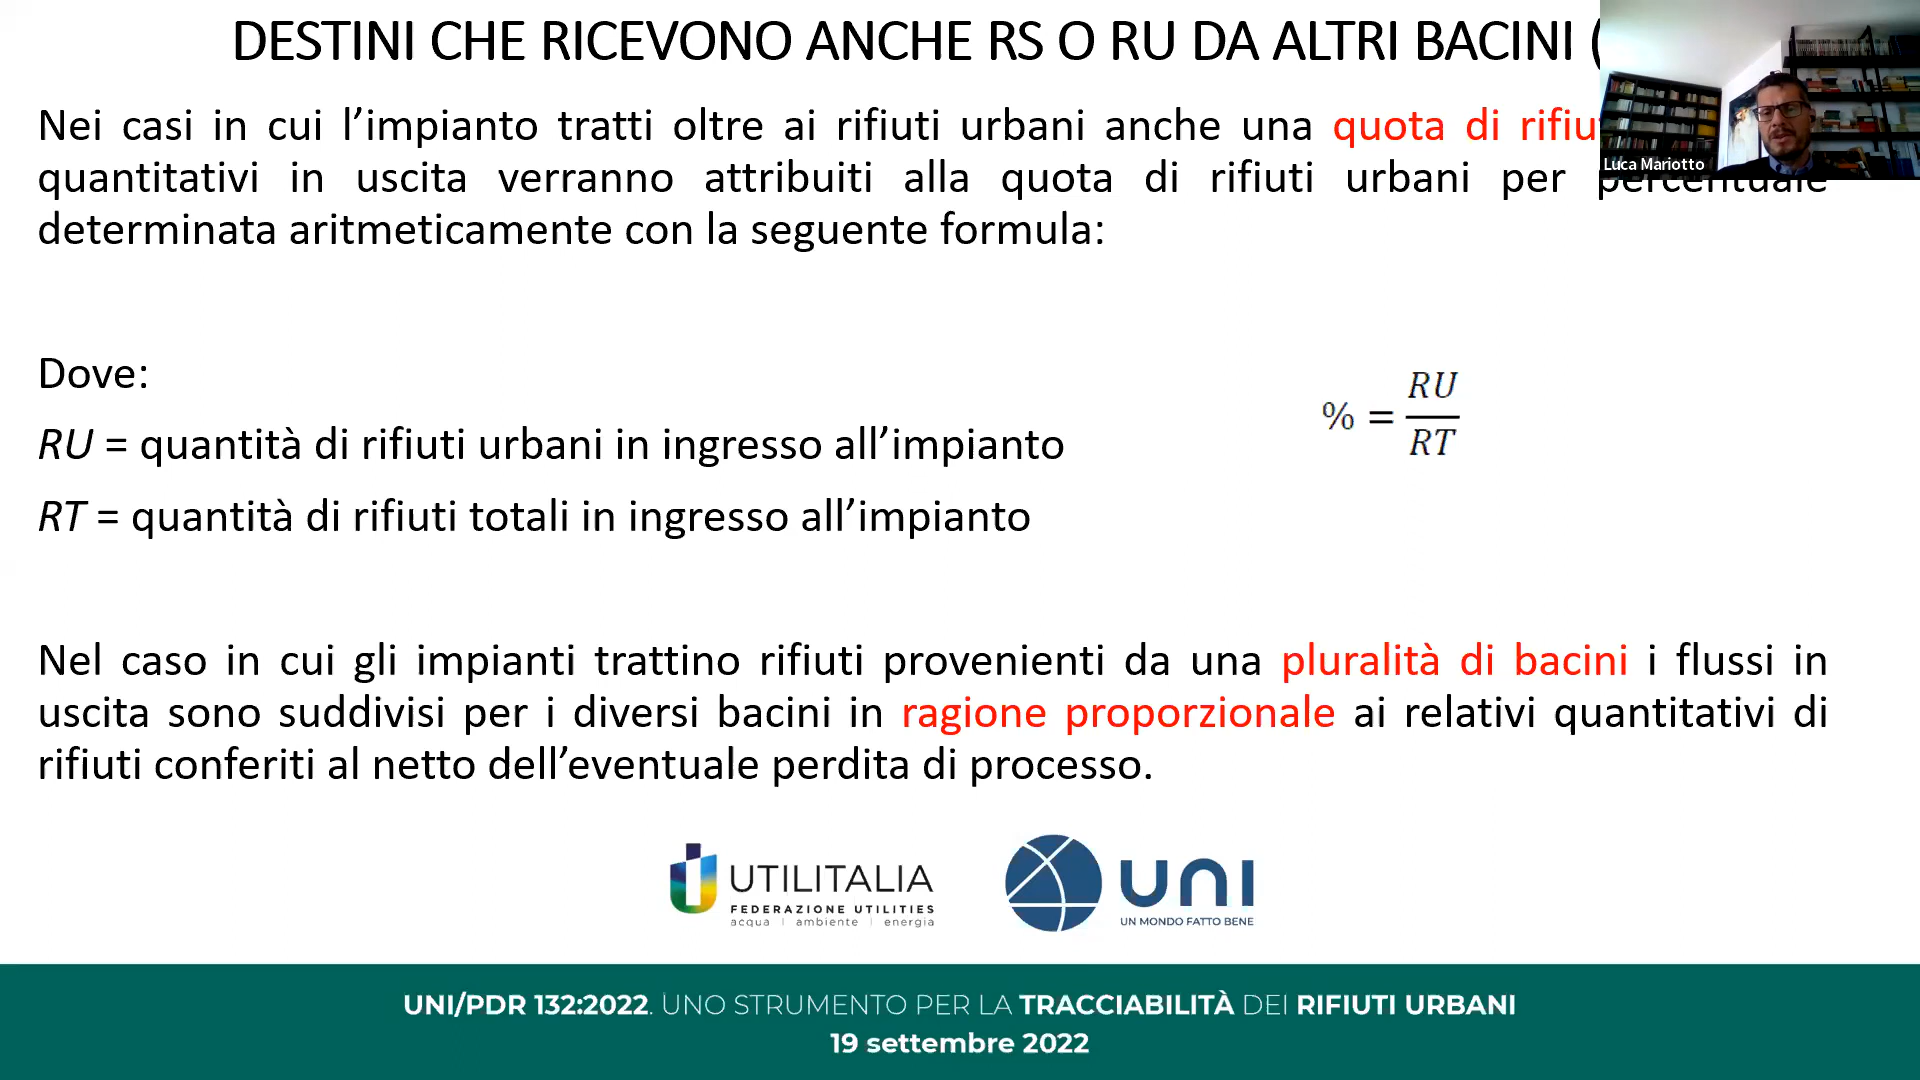 DESTINI CHE RICEVONO ANCHE RS O RU DA ALTRI BACINI (
Nei casi in cui l’impianto tratti oltre ai rifiuti urbani anche una quota di
quantitativi in uscita verranno attribuiti alla quota di rifiuti urbani per percentuale
determinata aritmeticamente con la seguente formula:
Dove:
% = RU / RT
RU = quantità di rifiuti urbani in ingresso all’impianto
RT = quantità di rifiuti totali in ingresso all’impianto
Nel caso in cui gli impianti trattino rifiuti provenienti da una pluralità di bacini i flussi in
uscita sono suddivisi per i diversi bacini in ragione proporzionale ai relativi quantitativi di
rifiuti conferiti al netto dell’eventuale perdita di processo.
Luca Mariotto
UTILITALIA
FEDERAZIONE UTILITIES
acqua | ambiente | energia
UNI
UN MONDO FATTO BENE
UNI/PDR 132:2022. UNO STRUMENTO PER LA TRACCIABILITÀ DEI RIFIUTI URBANI
19 settembre 2022